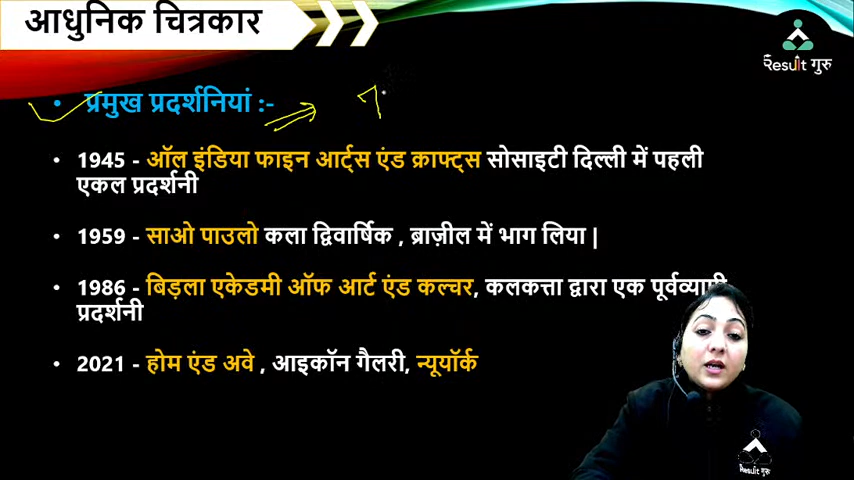 आधुनिक चित्रकार
Result गुरु
• प्रमुख प्रदर्शनियां :-
• 1945 - ऑल इंडिया फाइन आर्ट्स एंड क्राफ्ट्स सोसाइटी दिल्ली में पहली
एकल प्रदर्शनी
• 1959 - साओ पाउलो कला द्विवार्षिक , ब्राज़ील में भाग लिया |
• 1986 - बिड़ला एकेडमी ऑफ आर्ट एंड कल्चर, कलकत्ता द्वारा एक पूर्वव्यापी
प्रदर्शनी
• 2021 - होम एंड अवे , आइकॉन गैलरी, न्यूयॉर्क
Result गुरु